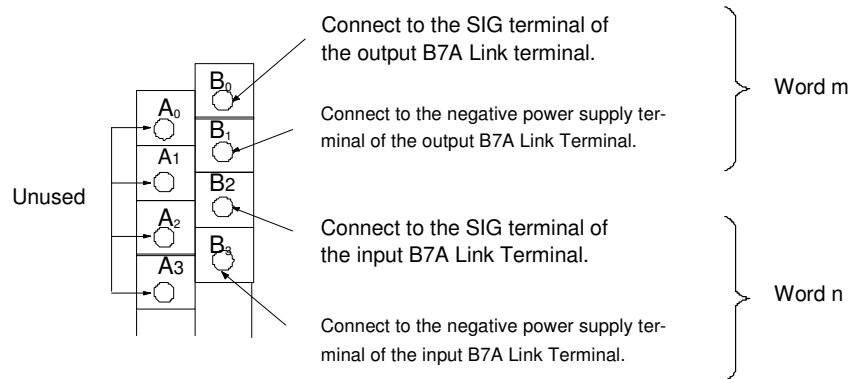 Connect to the SIG terminal of
the output B7A Link terminal.
Word m
B0
A0
Connect to the negative power supply ter-
minal of the output B7A Link Terminal.
B1
A1
Unused
B2
A2
Connect to the SIG terminal of
the input B7A Link Terminal.
B3
A3
Word n
Connect to the negative power supply ter-
minal of the input B7A Link Terminal.